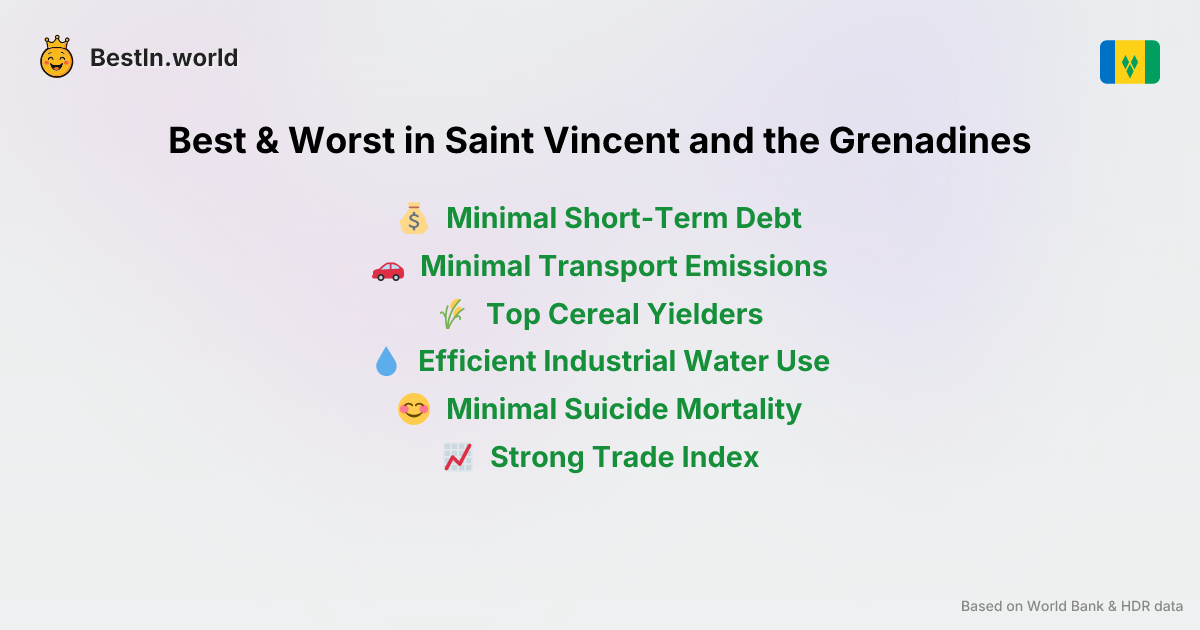 BestIn.world
Best & Worst in Saint Vincent and the Grenadines
Minimal Short-Term Debt
Minimal Transport Emissions
Top Cereal Yielders
Efficient Industrial Water Use
Minimal Suicide Mortality
Strong Trade Index
Based on World Bank & HDR data